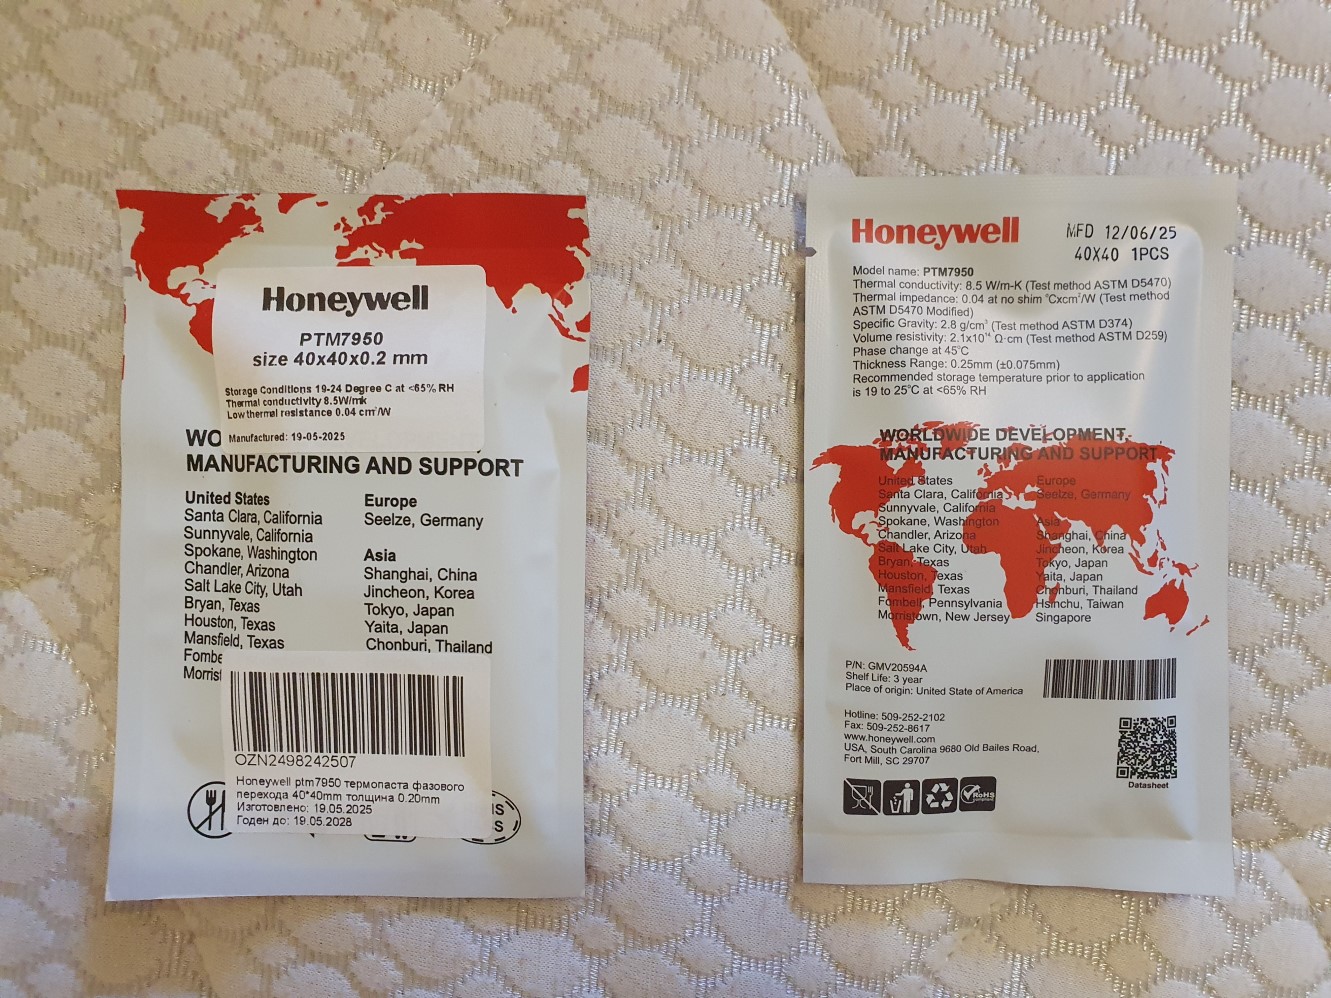 Honeywell
PTM7950
size 40x40x0.2 mm
Storage Conditions 19-24 Degree C at <65% RH
Thermal conductivity 8.5W/mk
Low thermal resistance 0.04 cm²/W
Manufactured: 19-05-2025
WO
MANUFACTURING AND SUPPORT
United States
Santa Clara, California
Sunnyvale, California
Spokane, Washington
Chandler, Arizona
Salt Lake City, Utah
Bryan, Texas
Houston, Texas
Mansfield, Texas
Fombe
Morris
Europe
Seelze, Germany
Asia
Shanghai, China
Jincheon, Korea
Tokyo, Japan
Yaita, Japan
Chonburi, Thailand
OZN2498242507
Honeywell ptm7950 термопаста фазового
перехода 40*40mm толщина 0.20mm
Изготовлено: 19.05.2025
Годен до: 19.05.2028
Honeywell
MFD 12/06/25
40X40 1PCS
Model name: PTM7950
Thermal conductivity: 8.5 W/m-K (Test method ASTM D5470)
Thermal impedance: 0.04 at no shim °Cxcm²/W (Test method
ASTM D5470 Modified)
Specific Gravity: 2.8 g/cm³ (Test method ASTM D374)
Volume resistivity: 2.1x10¹⁴ Ω·cm (Test method ASTM D259)
Phase change at 45°C
Thickness Range: 0.25mm (±0.075mm)
Recommended storage temperature prior to application
is 19 to 25°C at <65% RH
WORLDWIDE DEVELOPMENT,
MANUFACTURING AND SUPPORT
United States
Santa Clara, California
Sunnyvale, California
Spokane, Washington
Chandler, Arizona
Salt Lake City, Utah
Bryan, Texas
Houston, Texas
Mansfield, Texas
Fombell, Pennsylvania
Morristown, New Jersey
Europe
Seelze, Germany
Asia
Shanghai, China
Jincheon, Korea
Tokyo, Japan
Yaita, Japan
Chonburi, Thailand
Hsinchu, Taiwan
Singapore
P/N: GMV20594A
Shelf Life: 3 year
Place of origin: United State of America
Hotline: 509-252-2102
Fax: 509-252-8617
www.honeywell.com
USA, South Carolina 9680 Old Bailes Road,
Fort Mill, SC 29707
Datasheet
RoHS